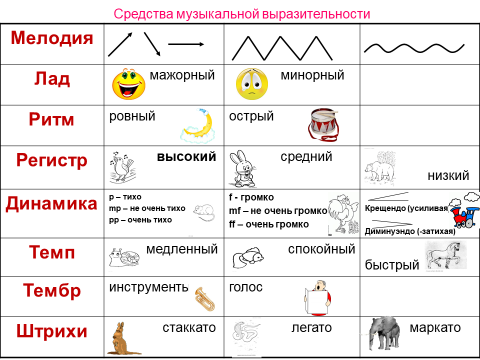 Средства музыкальной выразительности
Мелодия
Лад
мажорный
минорный
Ритм
ровный
острый
Регистр
высокий
средний
низкий
Динамика
p – тихо
mp – не очень тихо
pp – очень тихо
f - громко
mf – не очень громко
ff – очень громко
Крещендо (усиливая
Диминуэндо (-затихая)
Темп
медленный
спокойный
быстрый
Тембр
инструменть
голос
Штрихи
стаккато
легато
маркато